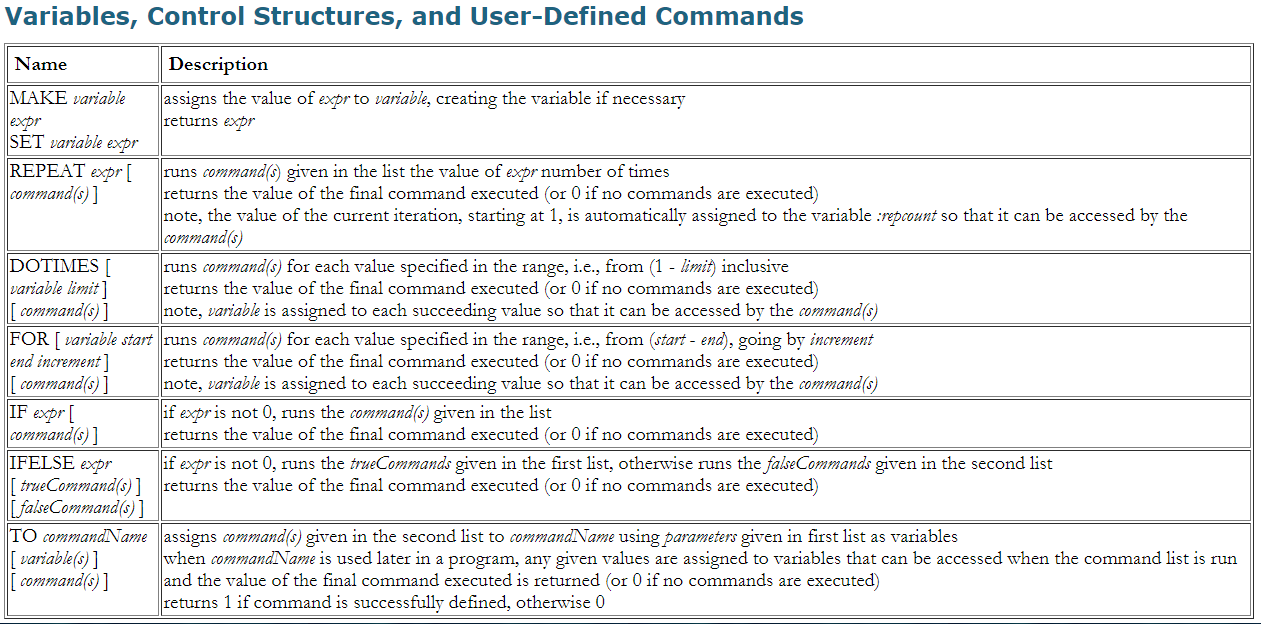 Variables, Control Structures, and User-Defined Commands
Name
Description
MAKE variable
expr
SET variable expr
assigns the value of expr to variable, creating the variable if necessary
returns expr
REPEAT expr [
command(s) ]
runs command(s) given in the list the value of expr number of times
returns the value of the final command executed (or 0 if no commands are executed)
note, the value of the current iteration, starting at 1, is automatically assigned to the variable :repcount so that it can be accessed by the
command(s)
DOTIMES [
variable limit ]
[ command(s) ]
runs command(s) for each value specified in the range, i.e., from (1 - limit) inclusive
returns the value of the final command executed (or 0 if no commands are executed)
note, variable is assigned to each succeeding value so that it can be accessed by the command(s)
FOR [ variable start
end increment ]
[ command(s) ]
runs command(s) for each value specified in the range, i.e., from (start - end), going by increment
returns the value of the final command executed (or 0 if no commands are executed)
note, variable is assigned to each succeeding value so that it can be accessed by the command(s)
IF expr [
command(s) ]
if expr is not 0, runs the command(s) given in the list
returns the value of the final command executed (or 0 if no commands are executed)
IFELSE expr
[ trueCommand(s) ]
[ falseCommand(s) ]
if expr is not 0, runs the trueCommands given in the first list, otherwise runs the falseCommands given in the second list
returns the value of the final command executed (or 0 if no commands are executed)
TO commandName
[ variable(s) ]
[ command(s) ]
assigns command(s) given in the second list to commandName using parameters given in first list as variables
when commandName is used later in a program, any given values are assigned to variables that can be accessed when the command list is run
and the value of the final command executed is returned (or 0 if no commands are executed)
returns 1 if command is successfully defined, otherwise 0